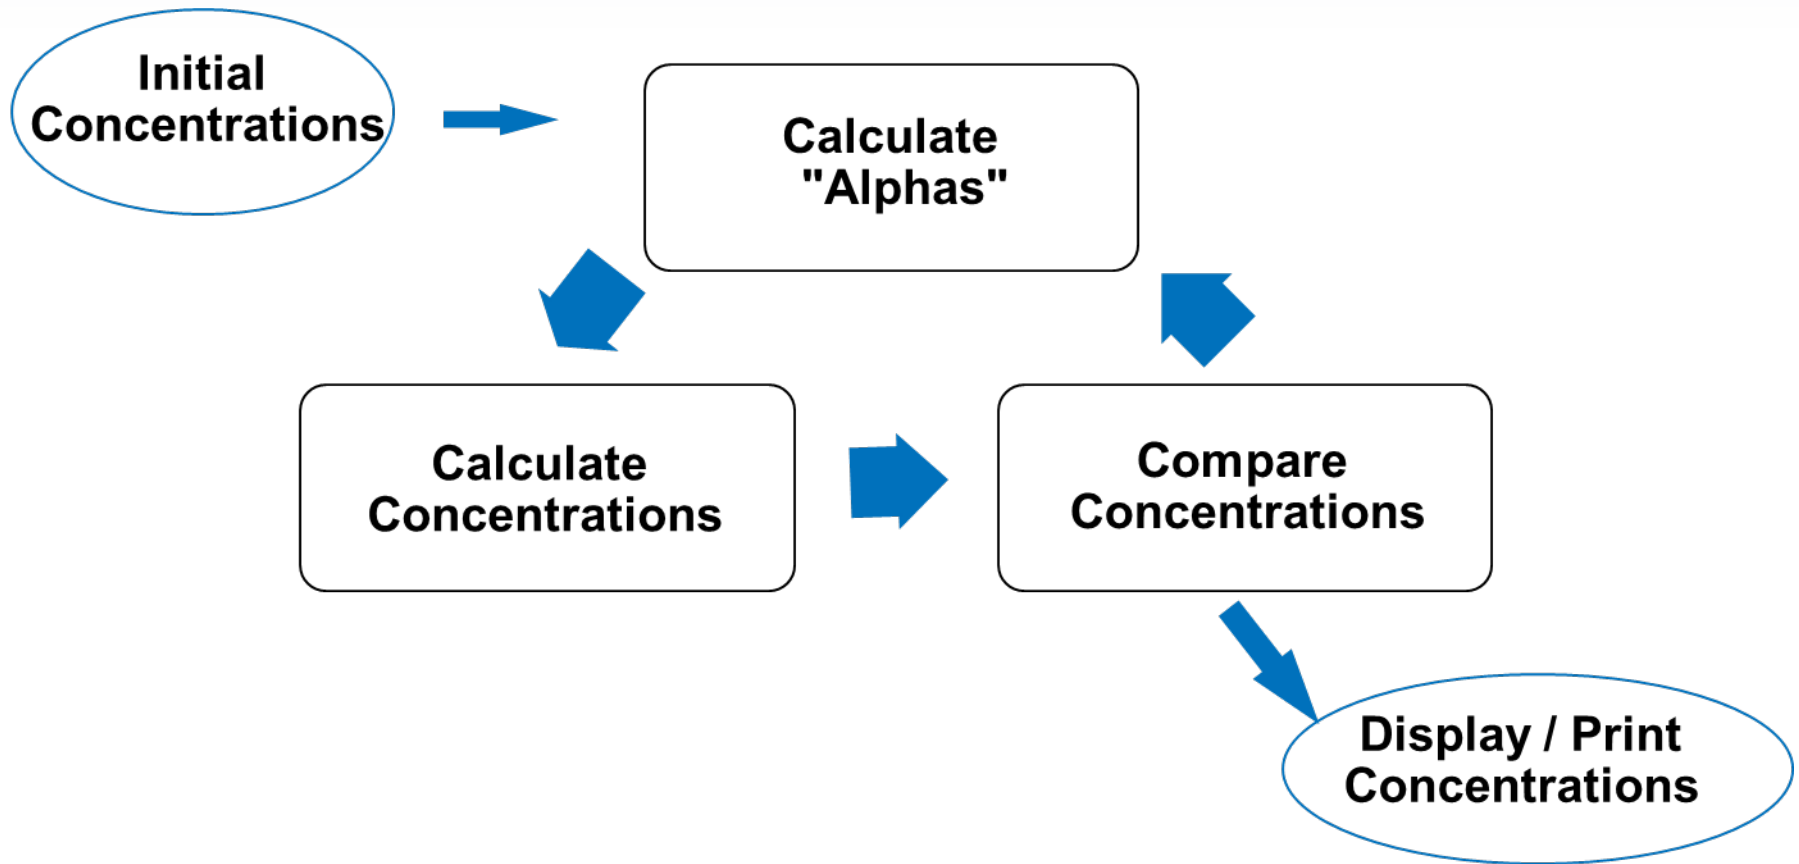 Initial
Concentrations
Calculate
"Alphas"
Calculate
Concentrations
Compare
Concentrations
Display / Print
Concentrations